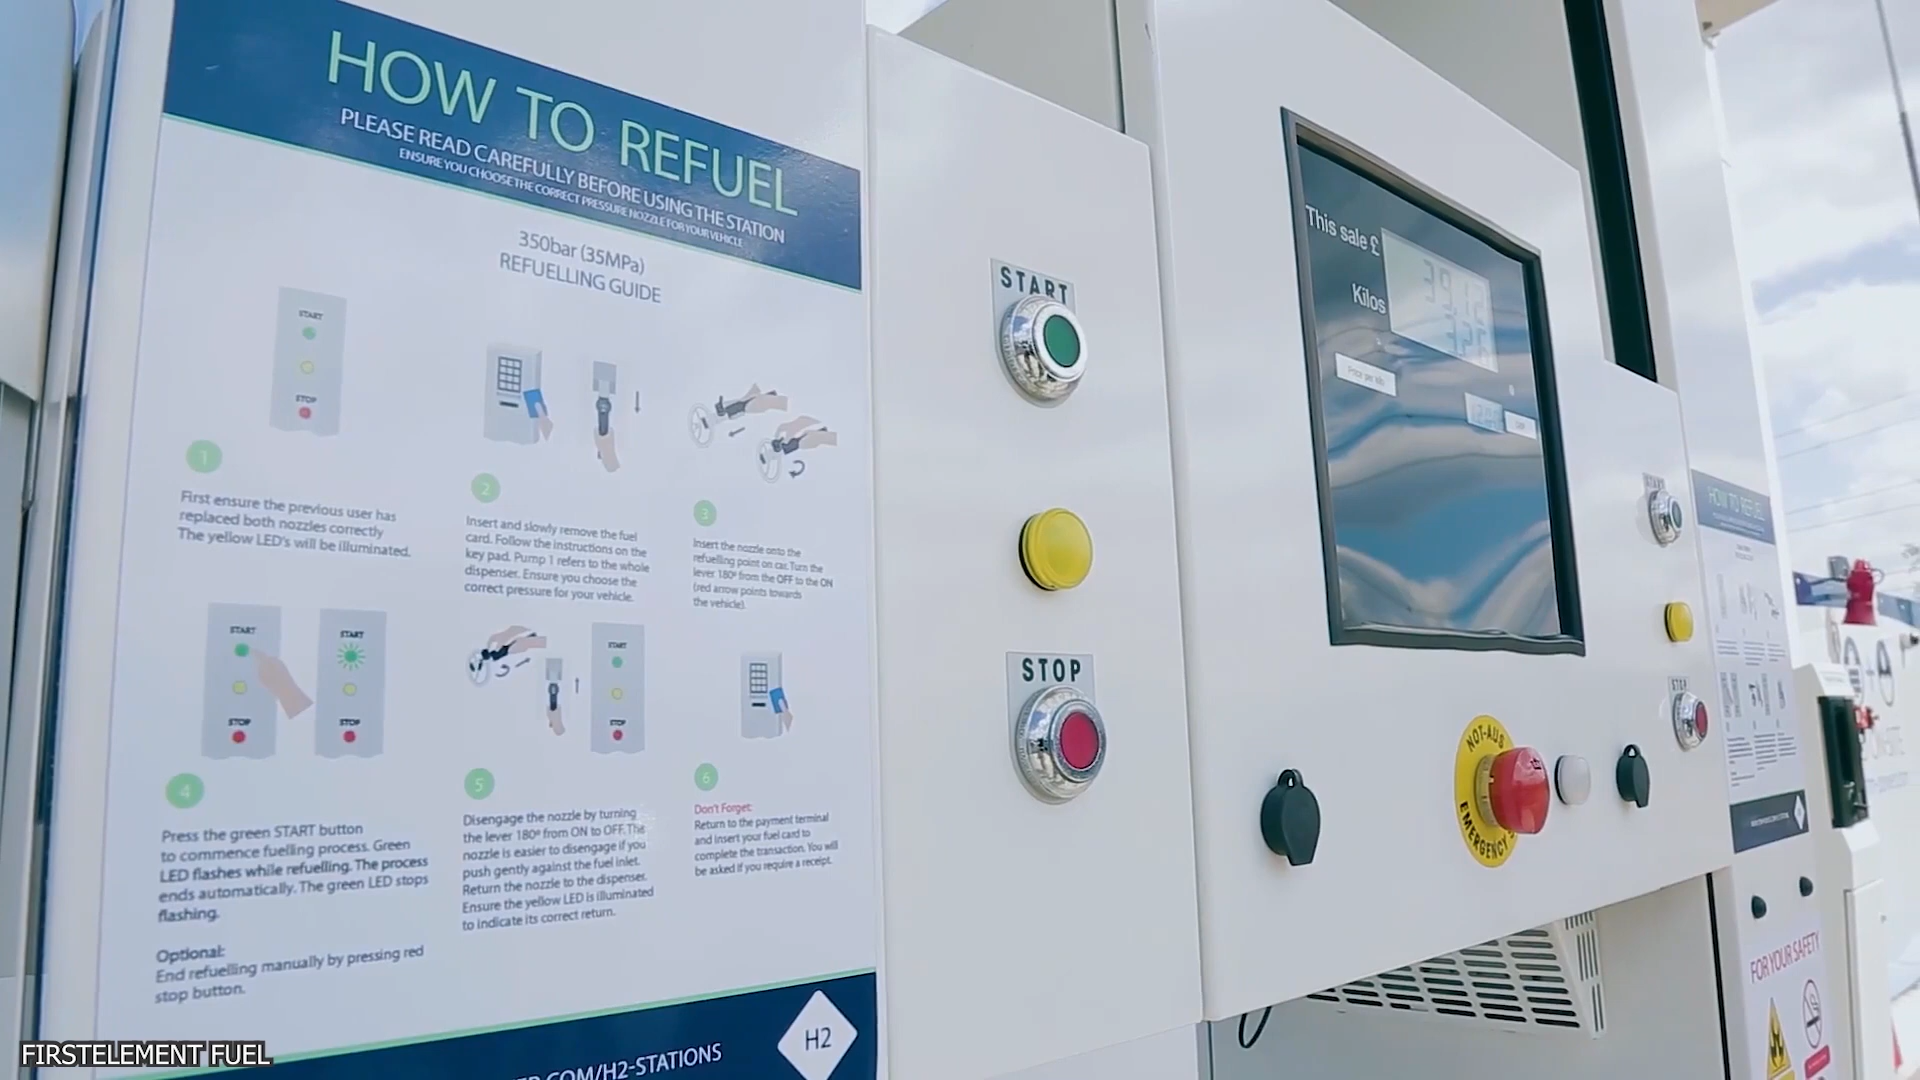 HOW TO REFUEL
PLEASE READ CAREFULLY BEFORE USING THE STATION
ENSURE YOU CHOOSE THE CORRECT PRESSURE NOZZLE FOR YOUR VEHICLE
350bar (35MPa)
REFUELLING GUIDE
START
STOP
1
First ensure the previous user has
replaced both nozzles correctly
The yellow LED's will be illuminated.
2
Insert and slowly remove the fuel
card. Follow the instructions on the
key pad. Pump 1 refers to the whole
dispenser. Ensure you choose the
correct pressure for your vehicle.
3
Insert the nozzle onto the
refuelling point on car. Turn the
lever 180º from the OFF to the ON
(red arrow points towards
the vehicle).
START
STOP
START
STOP
4
Press the green START button
to commence fuelling process. Green
LED flashes while refuelling. The process
ends automatically. The green LED stops
flashing.
Optional:
End refuelling manually by pressing red
stop button.
START
STOP
5
Disengage the nozzle by turning
the lever 180º from ON to OFF. The
nozzle is easier to disengage if you
push gently against the fuel inlet.
Return the nozzle to the dispenser.
Ensure the yellow LED is illuminated
to indicate its correct return.
6
Don't Forget:
Return to the payment terminal
and insert your fuel card to
complete the transaction. You will
be asked if you require a receipt.
.COM/H2-STATIONS
H2
START
STOP
This sale £
39.12
Kilos
Price per kilo
NOT-AUS
EMERGENCY
START
STOP
HOW TO REFUEL
FOR YOUR SAFETY
FIRSTELEMENT FUEL